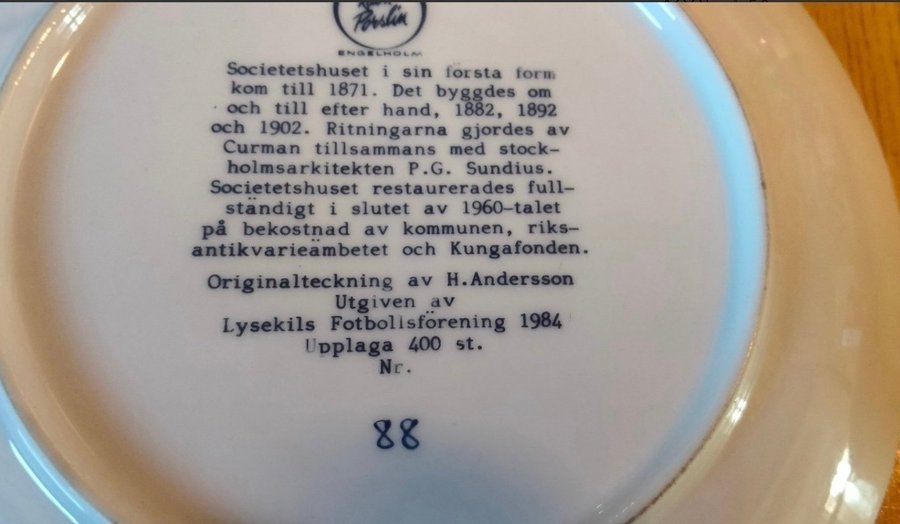 Porslin
ENGELHOLM
Societetshuset i sin första form
kom till 1871. Det byggdes om
och till efter hand, 1882, 1892
och 1902. Ritningarna gjordes av
Curman tillsammans med stock-
holmsarkitekten P.G. Sundius.
Societetshuset restaurerades full-
ständigt i slutet av 1960-talet
på bekostnad av kommunen, riks-
antikvarieämbetet och Kungafonden.
Originalteckning av H.Andersson
Utgiven av
Lysekils Fotbollsförening 1984
Upplaga 400 st.
Nr.
88